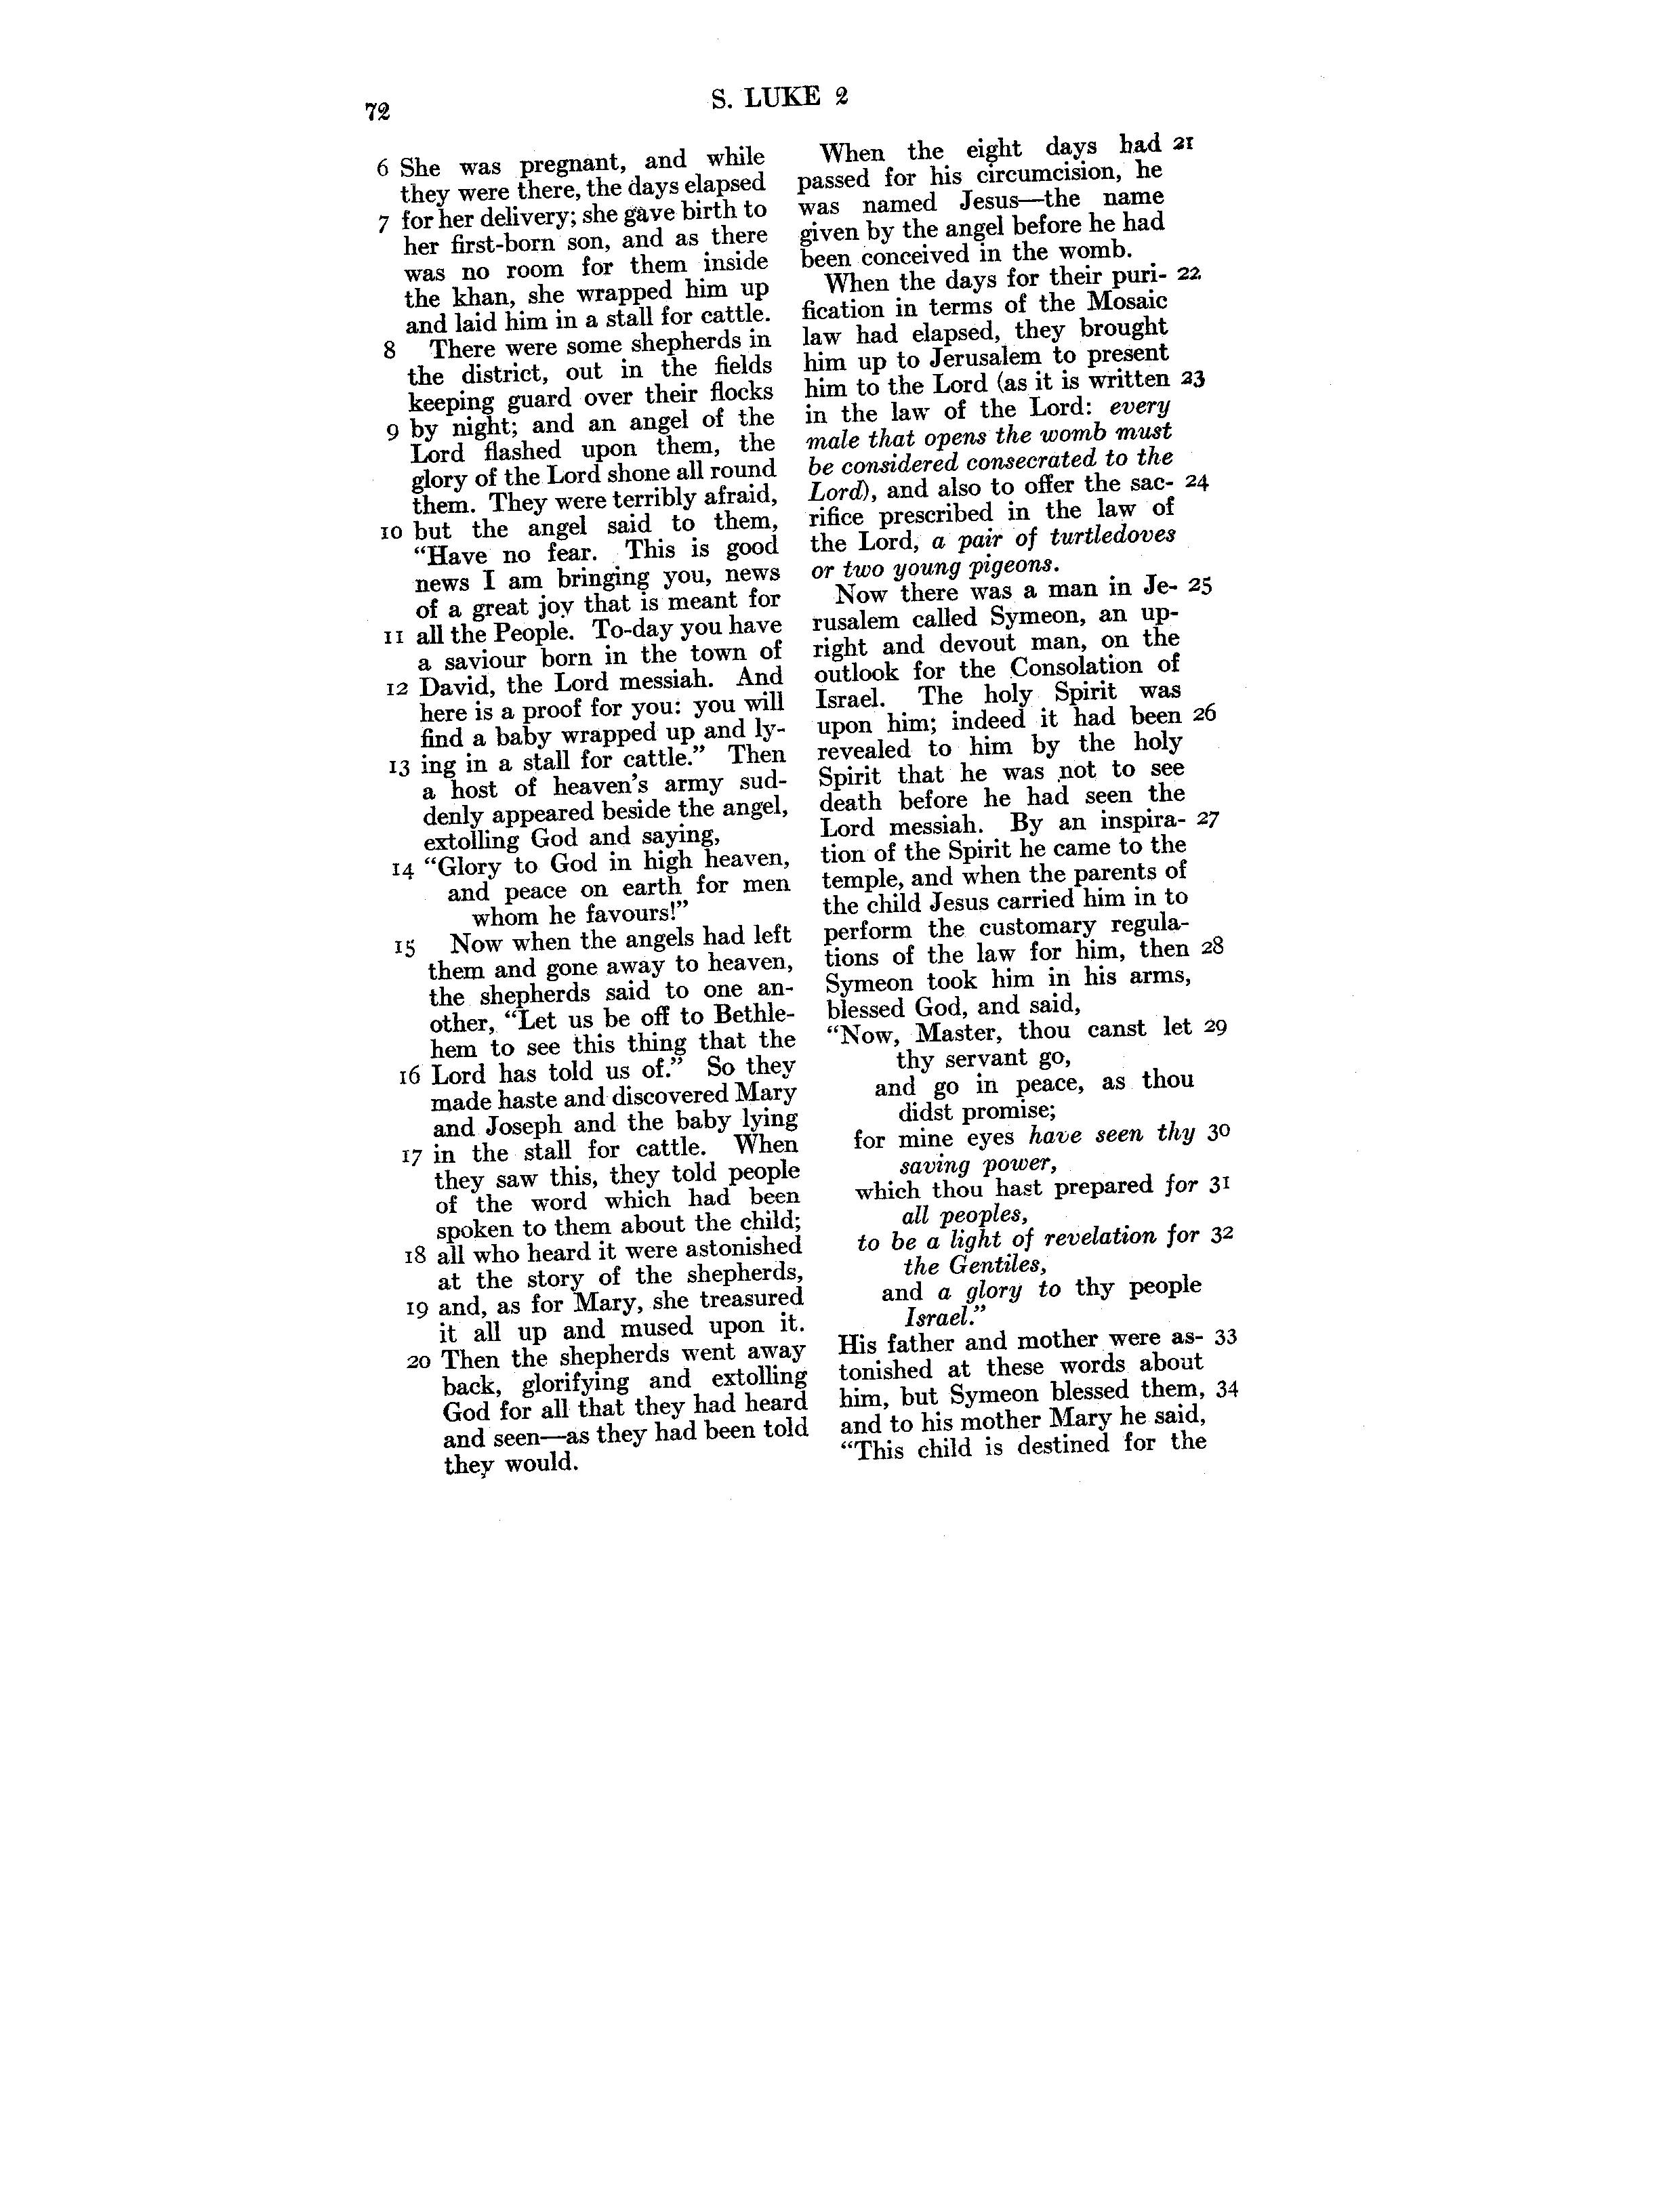 72
S. LUKE 2
6 She was pregnant, and while
they were there, the days elapsed
7 for her delivery; she gave birth to
her first-born son, and as there
was no room for them inside
the khan, she wrapped him up
and laid him in a stall for cattle.
8 There were some shepherds in
the district, out in the fields
keeping guard over their flocks
9 by night; and an angel of the
Lord flashed upon them, the
glory of the Lord shone all round
them. They were terribly afraid,
10 but the angel said to them,
“Have no fear. This is good
news I am bringing you, news
of a great joy that is meant for
11 all the People. To-day you have
a saviour born in the town of
12 David, the Lord messiah. And
here is a proof for you: you will
find a baby wrapped up and ly-
13 ing in a stall for cattle.” Then
a host of heaven’s army sud-
denly appeared beside the angel,
extolling God and saying,
14 “Glory to God in high heaven,
and peace on earth for men
whom he favours!”
15 Now when the angels had left
them and gone away to heaven,
the shepherds said to one an-
other, “Let us be off to Bethle-
hem to see this thing that the
16 Lord has told us of.” So they
made haste and discovered Mary
and Joseph and the baby lying
17 in the stall for cattle. When
they saw this, they told people
of the word which had been
spoken to them about the child;
18 all who heard it were astonished
at the story of the shepherds,
19 and, as for Mary, she treasured
it all up and mused upon it.
20 Then the shepherds went away
back, glorifying and extolling
God for all that they had heard
and seen—as they had been told
they would.
When the eight days had 21
passed for his circumcision, he
was named Jesus—the name
given by the angel before he had
been conceived in the womb.
When the days for their puri- 22
fication in terms of the Mosaic
law had elapsed, they brought
him up to Jerusalem to present
him to the Lord (as it is written 23
in the law of the Lord: every
male that opens the womb must
be considered consecrated to the
Lord), and also to offer the sac- 24
rifice prescribed in the law of
the Lord, a pair of turtledoves
or two young pigeons.
Now there was a man in Je- 25
rusalem called Symeon, an up-
right and devout man, on the
outlook for the Consolation of
Israel. The holy Spirit was
upon him; indeed it had been 26
revealed to him by the holy
Spirit that he was not to see
death before he had seen the
Lord messiah. By an inspira- 27
tion of the Spirit he came to the
temple, and when the parents of
the child Jesus carried him in to
perform the customary regula-
tions of the law for him, then 28
Symeon took him in his arms,
blessed God, and said,
“Now, Master, thou canst let 29
thy servant go,
and go in peace, as thou
didst promise;
for mine eyes have seen thy 30
saving power,
which thou hast prepared for 31
all peoples,
to be a light of revelation for 32
the Gentiles,
and a glory to thy people
Israel.”
His father and mother were as- 33
tonished at these words about
him, but Symeon blessed them, 34
and to his mother Mary he said,
“This child is destined for the